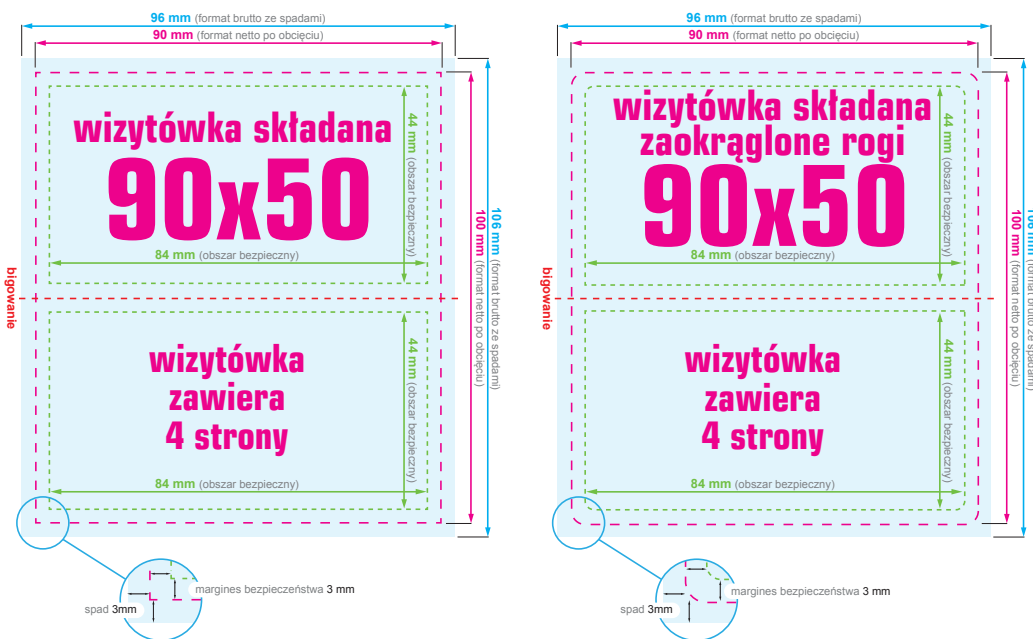 96 mm (format brutto ze spadami)
90 mm (format netto po obcięciu)
wizytówka składana
90x50
84 mm (obszar bezpieczny)
44 mm (obszar bezpieczny)
bigowanie
wizytówka
zawiera
4 strony
84 mm (obszar bezpieczny)
44 mm (obszar bezpieczny)
100 mm (format netto po obcięciu)
106 mm (format brutto ze spadami)
margines bezpieczeństwa 3 mm
spad 3mm
96 mm (format brutto ze spadami)
90 mm (format netto po obcięciu)
wizytówka składana
zaokrąglone rogi
90x50
84 mm (obszar bezpieczny)
44 mm (obszar bezpieczny)
bigowanie
wizytówka
zawiera
4 strony
84 mm (obszar bezpieczny)
44 mm (obszar bezpieczny)
100 mm (format netto po obcięciu)
106 mm (format brutto ze spadami)
margines bezpieczeństwa 3 mm
spad 3mm